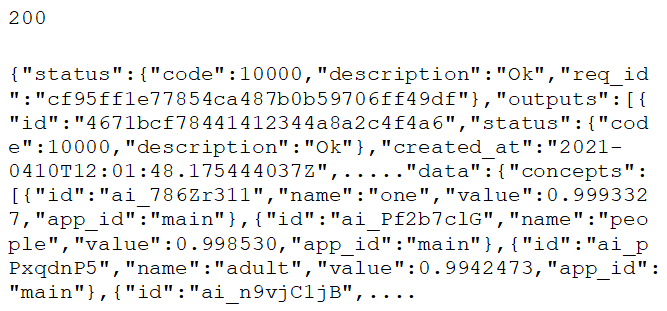 200
{"status":{"code":10000,"description":"Ok","req_id
":"cf95ff1e77854ca487b0b59706ff49df"},"outputs":[{
"id":"4671bcf78441412344a8a2c4f4a6","status":{"cod
e":10000,"description":"Ok"},"created_at":"2021-
0410T12:01:48.175444037Z",....."data":{"concepts":
[{"id":"ai_786Zr311","name":"one","value":0.999332
7,"app_id":"main"},{"id":"ai_Pf2b7clG","name":"peo
ple","value":0.998530,"app_id":"main"},{"id":"ai_p
PxqdnP5","name":"adult","value":0.9942473,"app_id":
"main"},{"id":"ai_n9vjC1jB",....